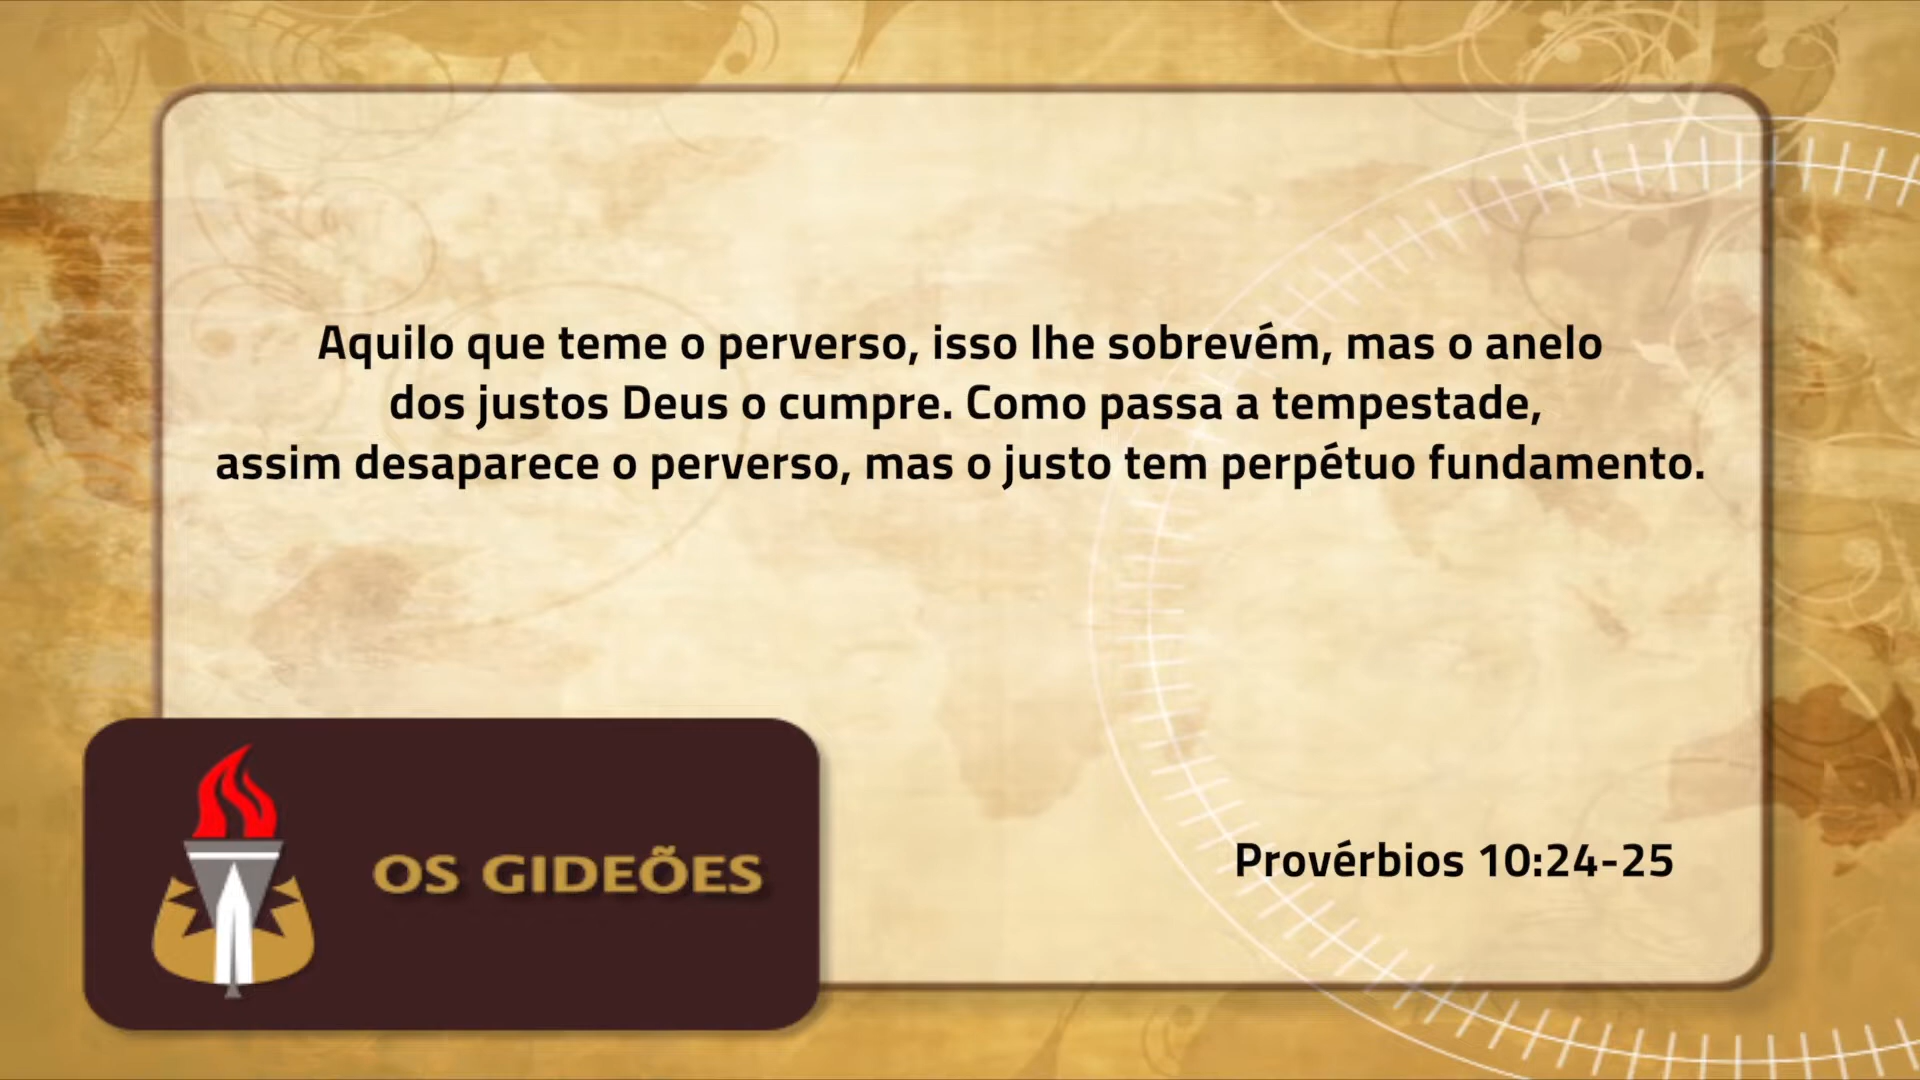 Aquilo que teme o perverso, isso lhe sobrevém, mas o anelo
dos justos Deus o cumpre. Como passa a tempestade,
assim desaparece o perverso, mas o justo tem perpétuo fundamento.
OS GIDEÕES
Provérbios 10:24-25